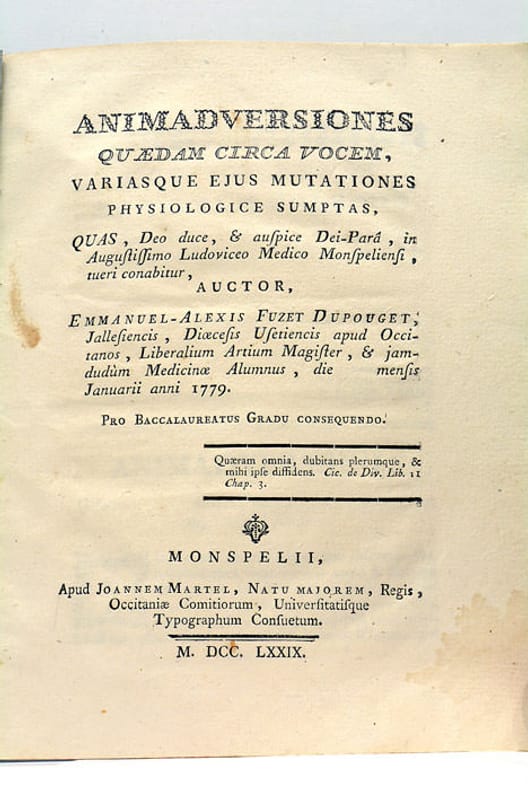 ANIMADVERSIONES
QUÆDAM CIRCA VOCEM,
VARIASQUE EJUS MUTATIONES
PHYSIOLOGICE SUMPTAS,
QUAS, Deo duce, & auſpice Dei-Parâ, in
Auguſtiſſimo Ludoviceo Medico Monſpelienſi,
tueri conabitur,
AUCTOR,
EMMANUEL-ALEXIS FUZET DUPOUGET,
Jalleſiencis, Diœceſis Uſetiencis apud Occi-
tanos, Liberalium Artium Magiſter, & jam-
dudùm Medicinæ Alumnus, die menſis
Januarii anni 1779.
PRO BACCALAUREATUS GRADU CONSEQUENDO.
Quæram omnia, dubitans plerumque, &
mihi ipſe diffidens. Cic. de Div. Lib. 11
Chap. 3.
MONSPELII,
Apud JOANNEM MARTEL, NATU MAJOREM, Regis,
Occitaniæ Comitiorum, Univerſitatiſque
Typographum Conſuetum.
M. DCC. LXXIX.